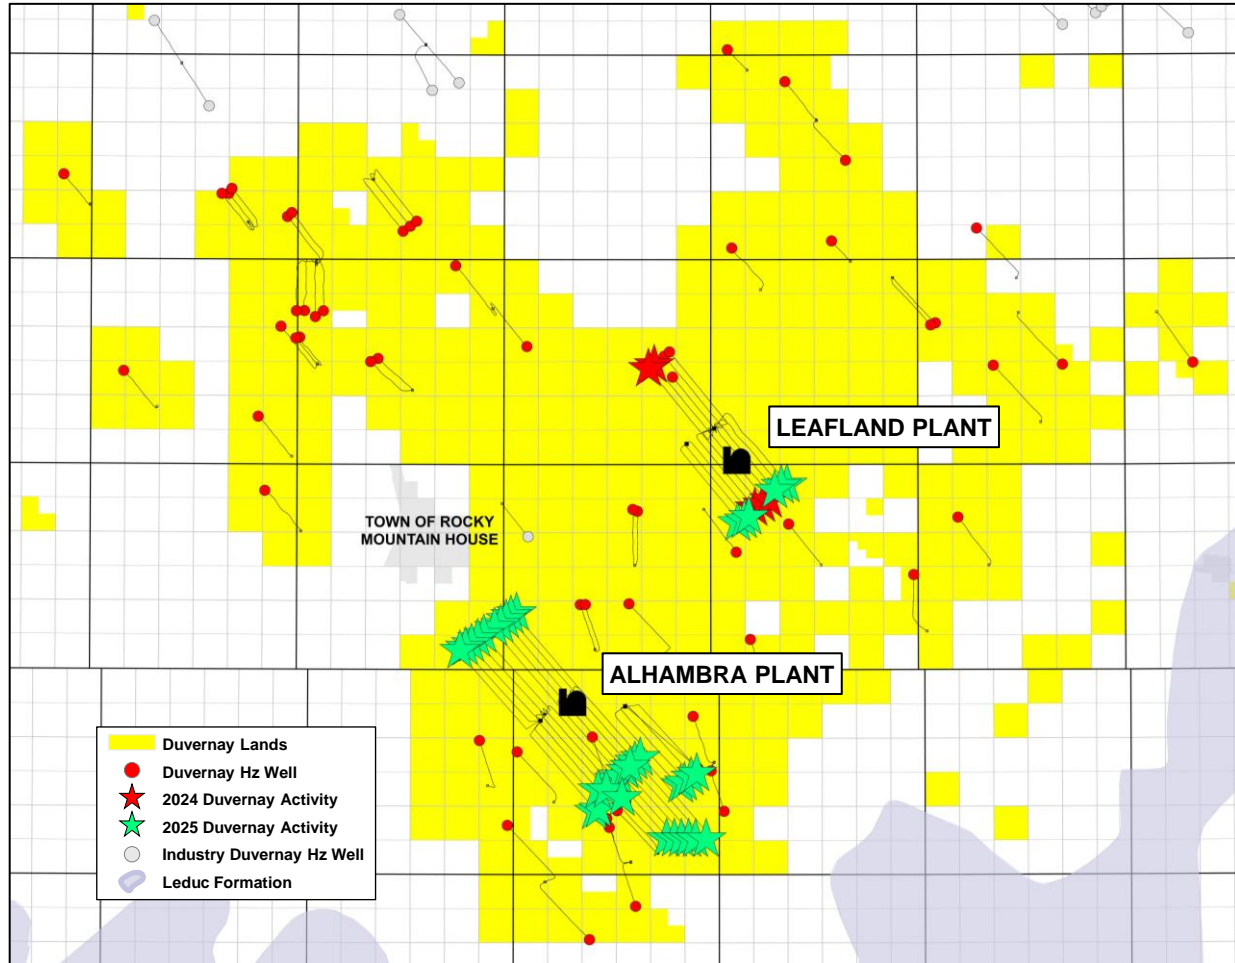 LEAFLAND PLANT
TOWN OF ROCKY
MOUNTAIN HOUSE
ALHAMBRA PLANT
Duvernay Lands
Duvernay Hz Well
2024 Duvernay Activity
2025 Duvernay Activity
Industry Duvernay Hz Well
Leduc Formation